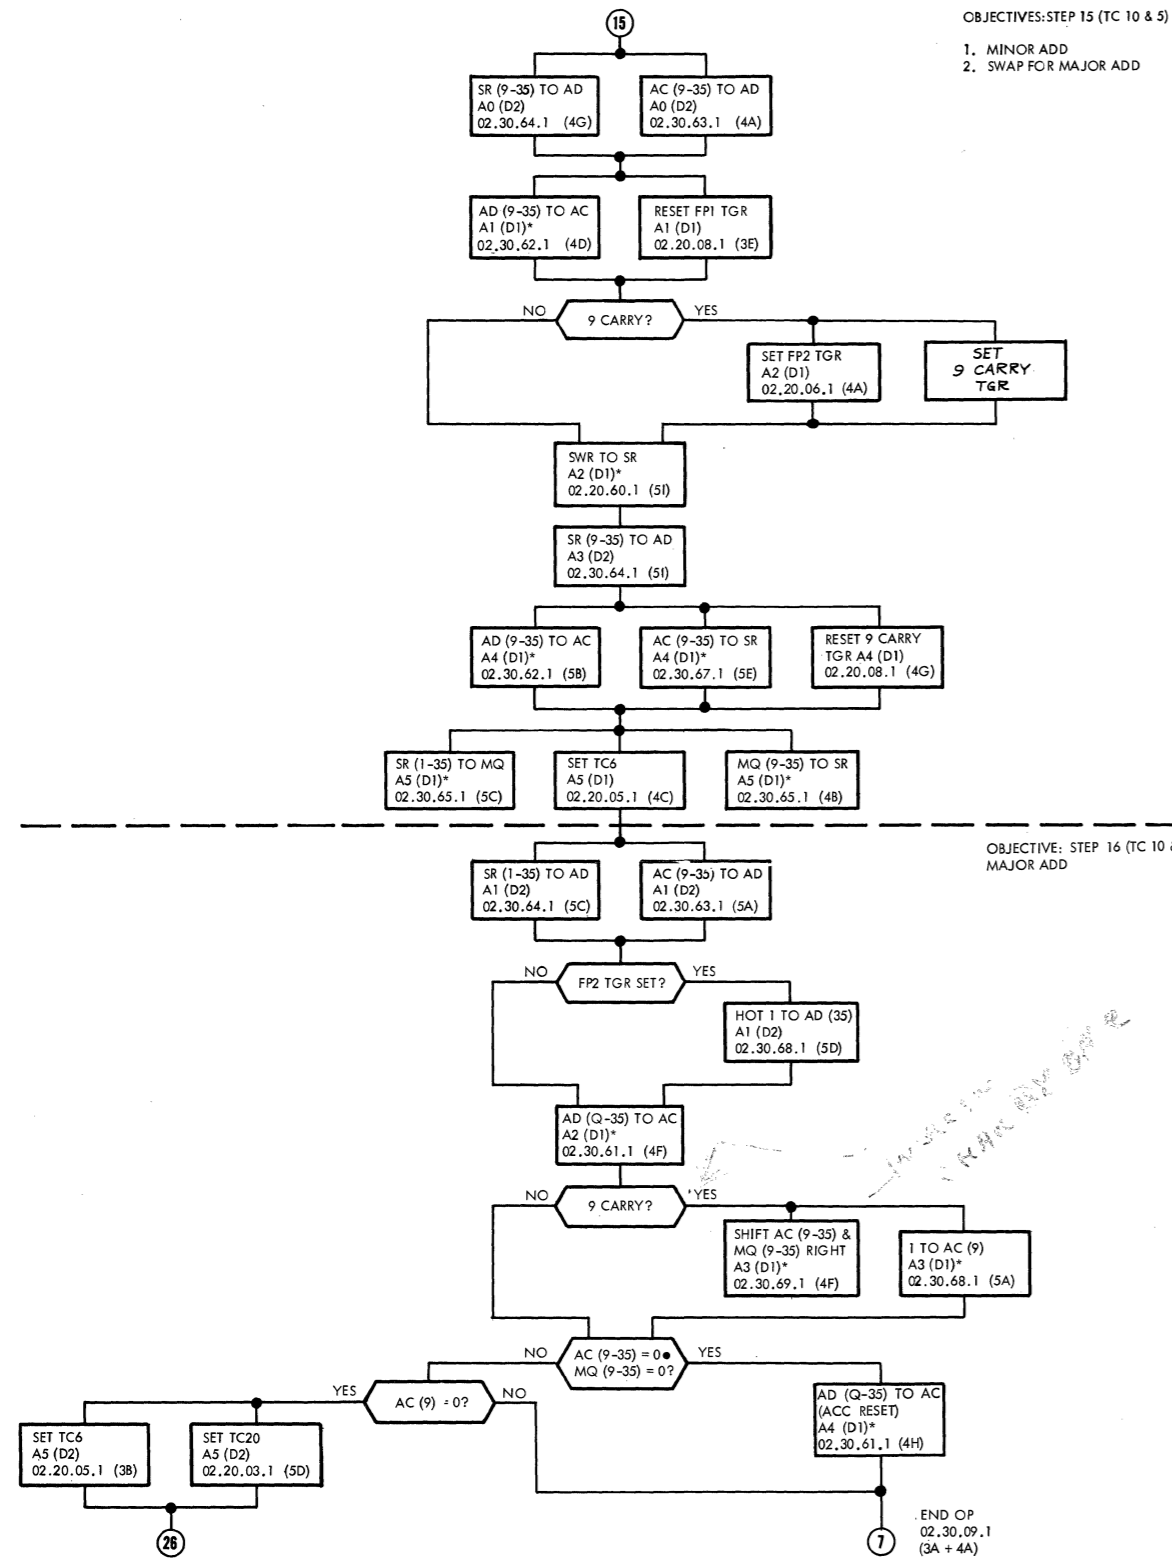 15
OBJECTIVES:STEP 15 (TC 10 & 5)
1. MINOR ADD
2. SWAP FOR MAJOR ADD
SR (9-35) TO AD
A0 (D2)
02.30.64.1 (4G)
AC (9-35) TO AD
A0 (D2)
02.30.63.1 (4A)
AD (9-35) TO AC
A1 (D1)*
02.30.62.1 (4D)
RESET FP1 TGR
A1 (D1)
02.20.08.1 (3E)
NO
9 CARRY?
YES
SET FP2 TGR
A2 (D1)
02.20.06.1 (4A)
SET
9 CARRY
TGR
SWR TO SR
A2 (D1)*
02.20.60.1 (5I)
SR (9-35) TO AD
A3 (D2)
02.30.64.1 (5I)
AD (9-35) TO AC
A4 (D1)*
02.30.62.1 (5B)
AC (9-35) TO SR
A4 (D1)*
02.30.67.1 (5E)
RESET 9 CARRY
TGR A4 (D1)
02.20.08.1 (4G)
SR (1-35) TO MQ
A5 (D1)*
02.30.65.1 (5C)
SET TC6
A5 (D1)
02.20.05.1 (4C)
MQ (9-35) TO SR
A5 (D1)*
02.30.65.1 (4B)
OBJECTIVE: STEP 16 (TC 10
MAJOR ADD
SR (1-35) TO AD
A1 (D2)
02.30.64.1 (5C)
AC (9-35) TO AD
A1 (D2)
02.30.63.1 (5A)
NO
FP2 TGR SET?
YES
HOT 1 TO AD (35)
A1 (D2)
02.30.68.1 (5D)
AD (Q-35) TO AC
A2 (D1)*
02.30.61.1 (4F)
NO
9 CARRY?
YES
SHIFT AC (9-35) &
MQ (9-35) RIGHT
A3 (D1)*
02.30.69.1 (4F)
1 TO AC (9)
A3 (D1)*
02.30.68.1 (5A)
NO
AC (9-35) = 0●
MQ (9-35) = 0?
YES
YES
AC (9) = 0?
NO
AD (Q-35) TO AC
(ACC RESET)
A4 (D1)*
02.30.61.1 (4H)
SET TC6
A5 (D2)
02.20.05.1 (3B)
SET TC20
A5 (D2)
02.20.03.1 (5D)
26
7
END OP
02.30.09.1
(3A + 4A)